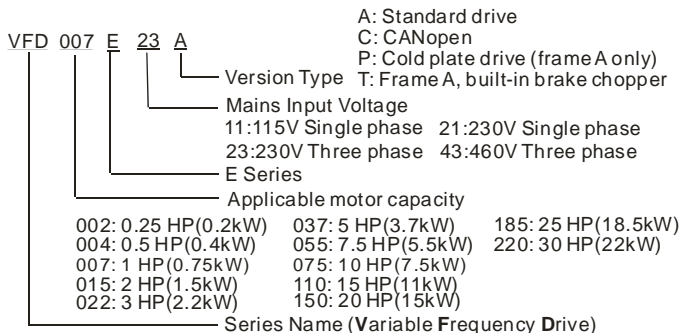 A: Standard drive
C: CANopen
P: Cold plate drive (frame A only)
T: Frame A, built-in brake chopper
VFD 007 E 23 A
Version Type
Mains Input Voltage
11:115V Single phase 21:230V Single phase
23:230V Three phase 43:460V Three phase
E Series
Applicable motor capacity
002: 0.25 HP(0.2kW) 037: 5 HP(3.7kW) 185: 25 HP(18.5kW)
004: 0.5 HP(0.4kW) 055: 7.5 HP(5.5kW) 220: 30 HP(22kW)
007: 1 HP(0.75kW) 075: 10 HP(7.5kW)
015: 2 HP(1.5kW) 110: 15 HP(11kW)
022: 3 HP(2.2kW) 150: 20 HP(15kW)
Series Name (Variable Frequency Drive)